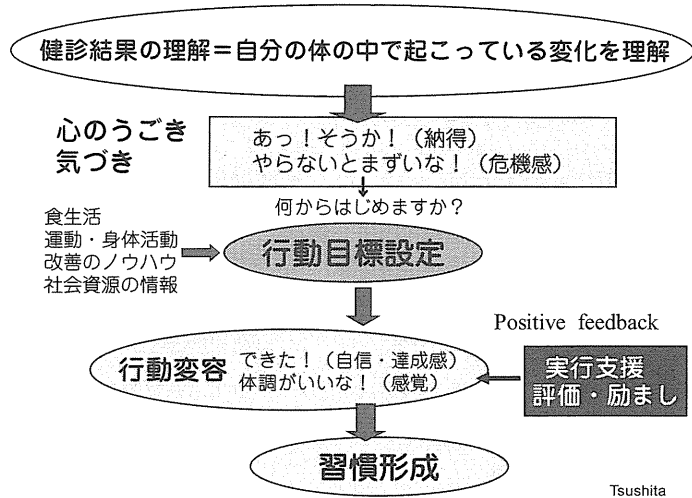 健診結果の理解＝自分の体の中で起こっている変化を理解
心のうごき
気づき
あっ！そうか！（納得）
やらないとまずいな！（危機感）
何からはじめますか？
食生活
運動・身体活動
改善のノウハウ
社会資源の情報
行動目標設定
Positive feedback
行動変容
できた！（自信・達成感）
体調がいいな！（感覚）
実行支援
評価・励まし
習慣形成
Tsushita